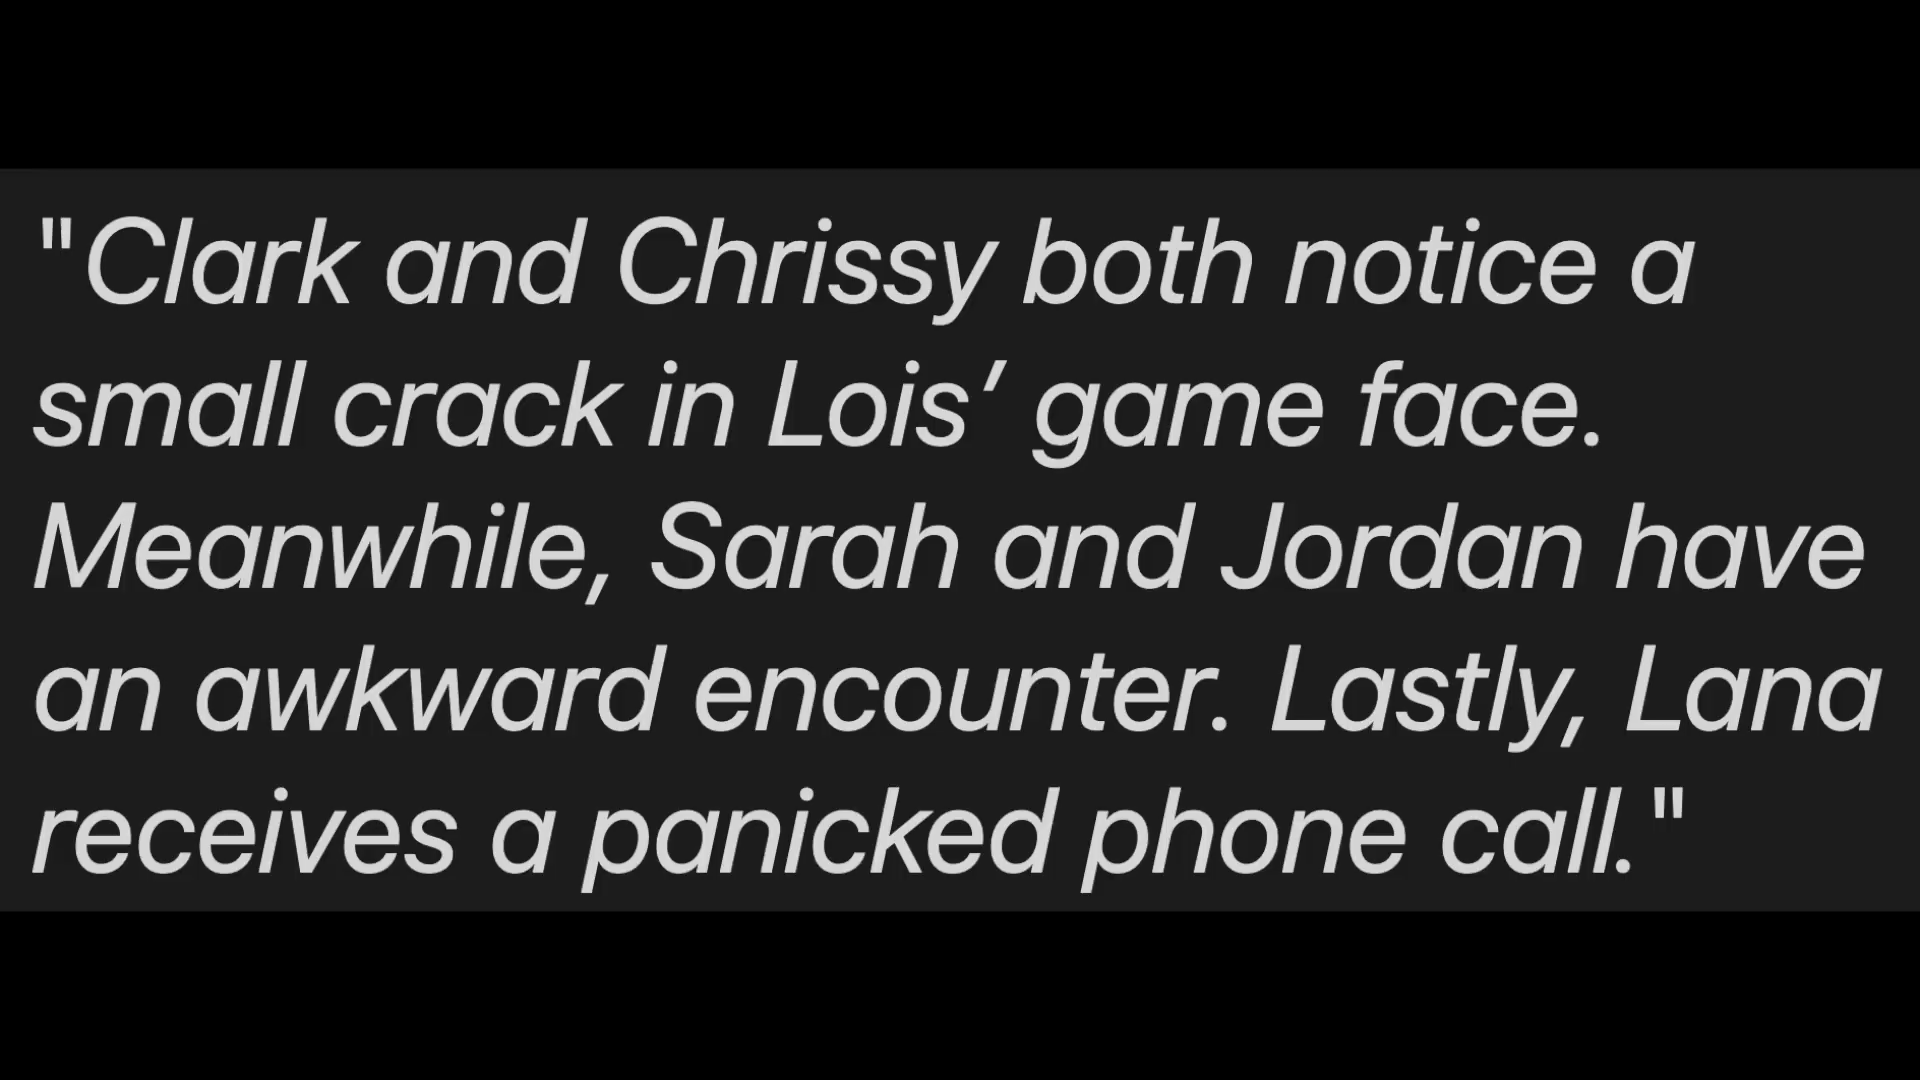 "Clark and Chrissy both notice a
small crack in Lois’ game face.
Meanwhile, Sarah and Jordan have
an awkward encounter. Lastly, Lana
receives a panicked phone call."